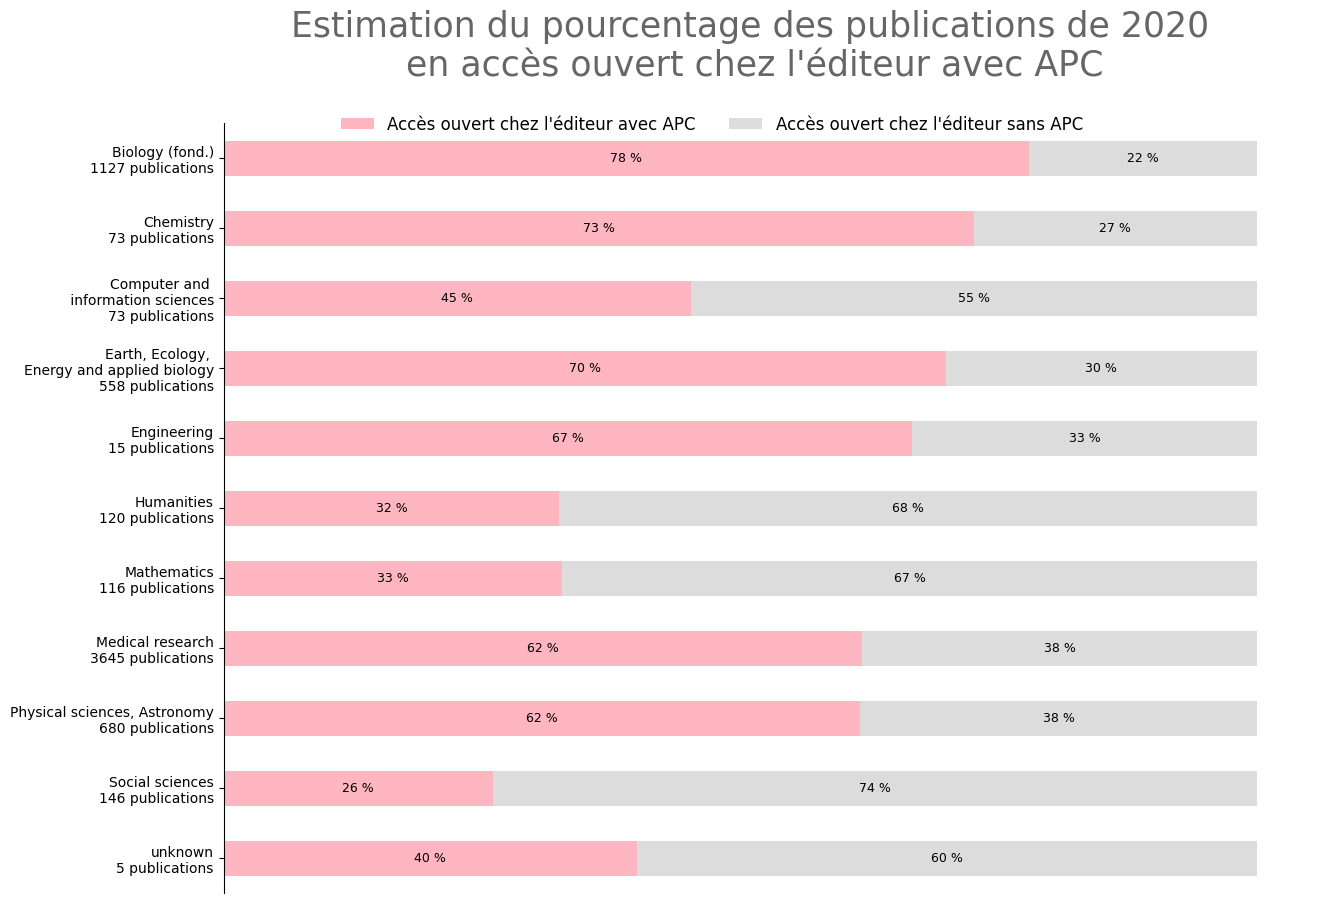 Estimation du pourcentage des publications de 2020
en accès ouvert chez l'éditeur avec APC
Accès ouvert chez l'éditeur avec APC
Accès ouvert chez l'éditeur sans APC
Biology (fond.)
1127 publications
78 %
22 %
Chemistry
73 publications
73 %
27 %
Computer and
information sciences
73 publications
45 %
55 %
Earth, Ecology,
Energy and applied biology
558 publications
70 %
30 %
Engineering
15 publications
67 %
33 %
Humanities
120 publications
32 %
68 %
Mathematics
116 publications
33 %
67 %
Medical research
3645 publications
62 %
38 %
Physical sciences, Astronomy
680 publications
62 %
38 %
Social sciences
146 publications
26 %
74 %
unknown
5 publications
40 %
60 %